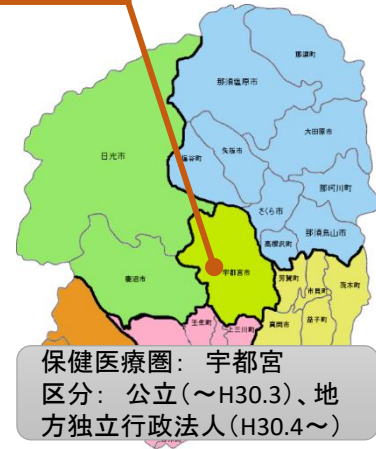 那須町
那須塩原市
大田原市
日光市
塩谷町
矢板市
那珂川町
さくら市
那須烏山市
高根沢町
宇都宮市
鹿沼市
芳賀町
市貝町
茂木町
壬生町
上三川町
真岡市
益子町
保健医療圏: 宇都宮
区分: 公立(~H30.3)、地
方独立行政法人(H30.4~)